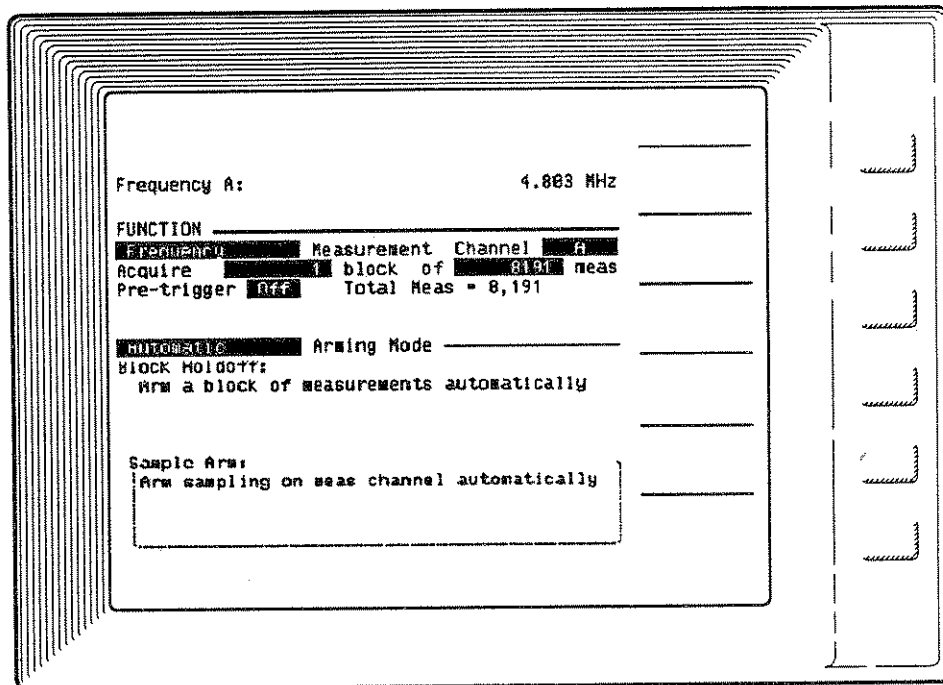 Frequency A: 4.803 MHz
FUNCTION
Frequency Measurement Channel A
Acquire 1 block of 8191 meas
Pre-trigger Off Total Meas = 8,191
Automatic Arming Mode
Block Holdoff:
Arm a block of measurements automatically
Sample Arm:
Arm sampling on meas channel automatically